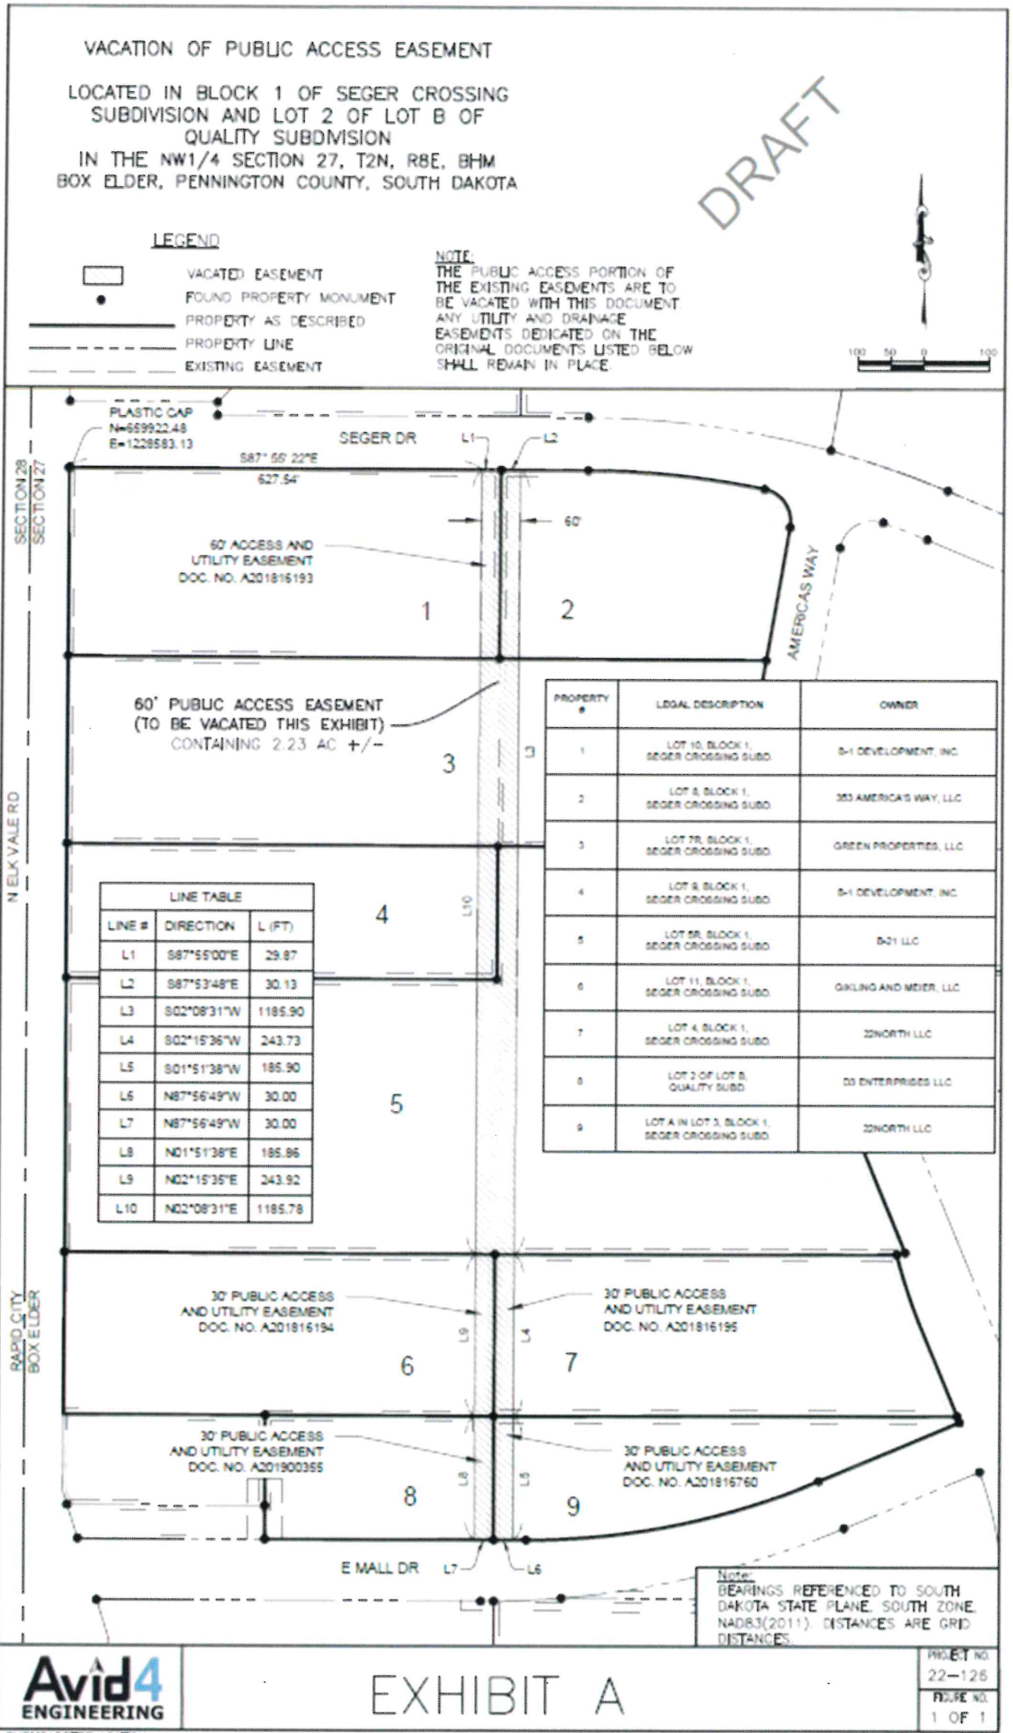 VACATION OF PUBLIC ACCESS EASEMENT
LOCATED IN BLOCK 1 OF SEGER CROSSING
SUBDIVISION AND LOT 2 OF LOT B OF
QUALITY SUBDIVISION
IN THE NW1/4 SECTION 27, T2N, R8E, BHM
BOX ELDER, PENNINGTON COUNTY, SOUTH DAKOTA
DRAFT
LEGEND
VACATED EASEMENT
FOUND PROPERTY MONUMENT
PROPERTY AS DESCRIBED
PROPERTY LINE
EXISTING EASEMENT
NOTE:
THE PUBLIC ACCESS PORTION OF
THE EXISTING EASEMENTS ARE TO
BE VACATED WITH THIS DOCUMENT.
ANY UTILITY AND DRAINAGE
EASEMENTS DEDICATED ON THE
ORIGINAL DOCUMENTS LISTED BELOW
SHALL REMAIN IN PLACE.
100 50 0 100
PLASTIC CAP
N=659922.48
E=1228583.13
SEGER DR
L1
L2
S87° 55' 22"E
627.54'
SECTION 28
SECTION 27
60'
60' ACCESS AND
UTILITY EASEMENT
DOC. NO. A201816193
1
2
AMERICAS WAY
60' PUBLIC ACCESS EASEMENT
(TO BE VACATED THIS EXHIBIT)
CONTAINING 2.23 AC +/-
3
L3
N ELK VALE RD
4
L10
5
PROPERTY # LEGAL DESCRIPTION OWNER
1 LOT 10, BLOCK 1, SEGER CROSSING SUBD. B-1 DEVELOPMENT, INC.
2 LOT 8, BLOCK 1, SEGER CROSSING SUBD. 353 AMERICA'S WAY, LLC
3 LOT 7R, BLOCK 1, SEGER CROSSING SUBD. GREEN PROPERTIES, LLC
4 LOT 9, BLOCK 1, SEGER CROSSING SUBD. B-1 DEVELOPMENT, INC.
5 LOT 5R, BLOCK 1, SEGER CROSSING SUBD. B-21 LLC
6 LOT 11, BLOCK 1, SEGER CROSSING SUBD. GIKLING AND MEIER, LLC
7 LOT 4, BLOCK 1, SEGER CROSSING SUBD. 22NORTH LLC
8 LOT 2 OF LOT B, QUALITY SUBD. D3 ENTERPRISES LLC
9 LOT A IN LOT 3, BLOCK 1, SEGER CROSSING SUBD. 22NORTH LLC
LINE TABLE
LINE # DIRECTION L (FT)
L1 S87°55'00"E 29.87
L2 S87°53'48"E 30.13
L3 S02°08'31"W 1185.90
L4 S02°15'36"W 243.73
L5 S01°51'38"W 185.90
L6 N87°56'49"W 30.00
L7 N87°56'49"W 30.00
L8 N01°51'38"E 185.86
L9 N02°15'35"E 243.92
L10 N02°08'31"E 1185.78
RAPID CITY
BOX ELDER
30' PUBLIC ACCESS
AND UTILITY EASEMENT
DOC. NO. A201816194
30' PUBLIC ACCESS
AND UTILITY EASEMENT
DOC. NO. A201816195
L9
L4
6
7
30' PUBLIC ACCESS
AND UTILITY EASEMENT
DOC. NO. A201900355
30' PUBLIC ACCESS
AND UTILITY EASEMENT
DOC. NO. A201816760
L8
L5
8
9
E MALL DR
L7
L6
Note:
BEARINGS REFERENCED TO SOUTH
DAKOTA STATE PLANE, SOUTH ZONE,
NAD83(2011). DISTANCES ARE GRID
DISTANCES.
Avid4
ENGINEERING
EXHIBIT A
PROJECT NO.
22-126
FIGURE NO.
1 OF 1